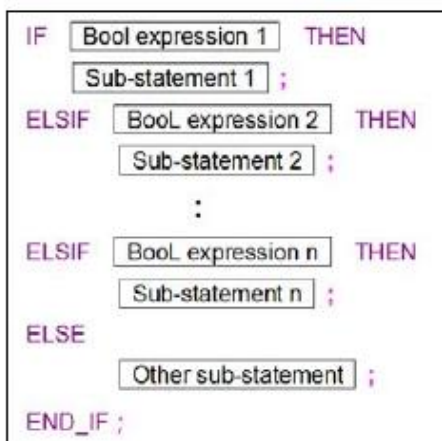 IF Bool expression 1 THEN
Sub-statement 1 ;
ELSIF BooL expression 2 THEN
Sub-statement 2 ;
:
ELSIF BooL expression n THEN
Sub-statement n ;
ELSE
Other sub-statement ;
END_IF ;